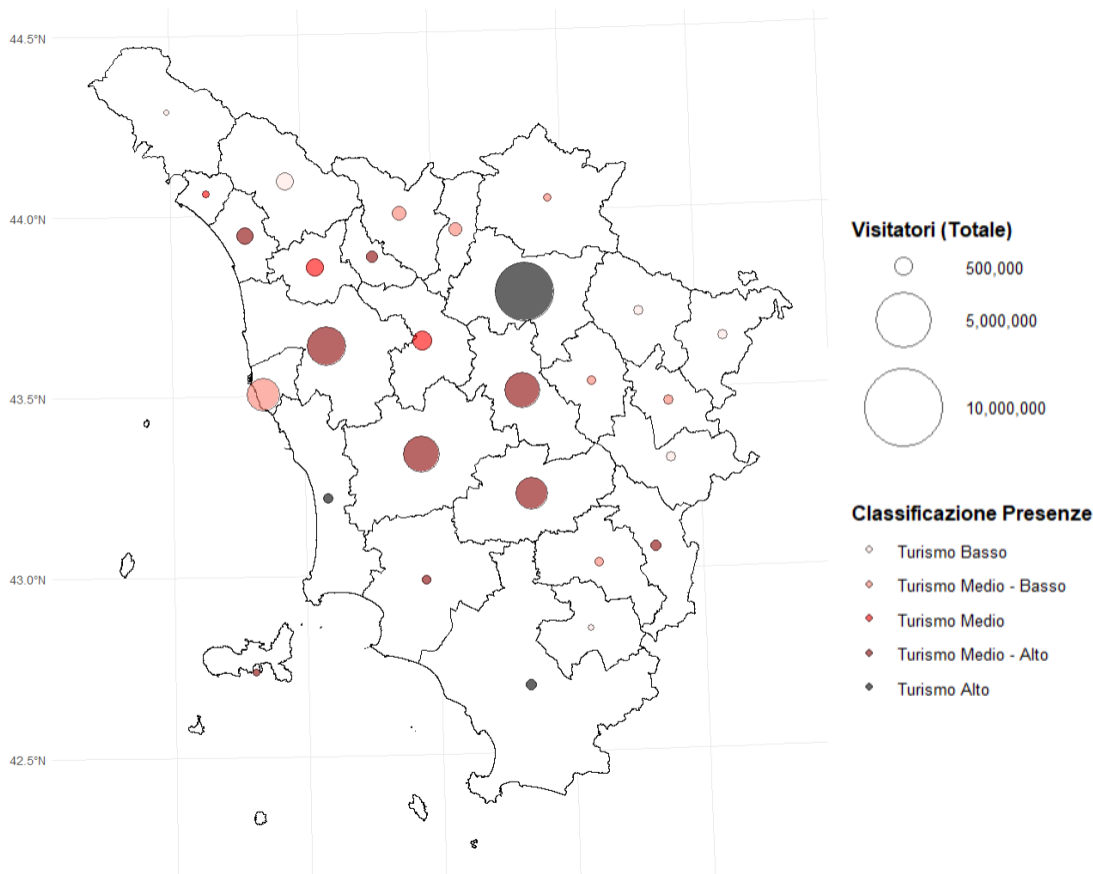 44.5°N
44.0°N
43.5°N
43.0°N
42.5°N
Visitatori (Totale)
500,000
5,000,000
10,000,000
Classificazione Presenze
Turismo Basso
Turismo Medio - Basso
Turismo Medio
Turismo Medio - Alto
Turismo Alto